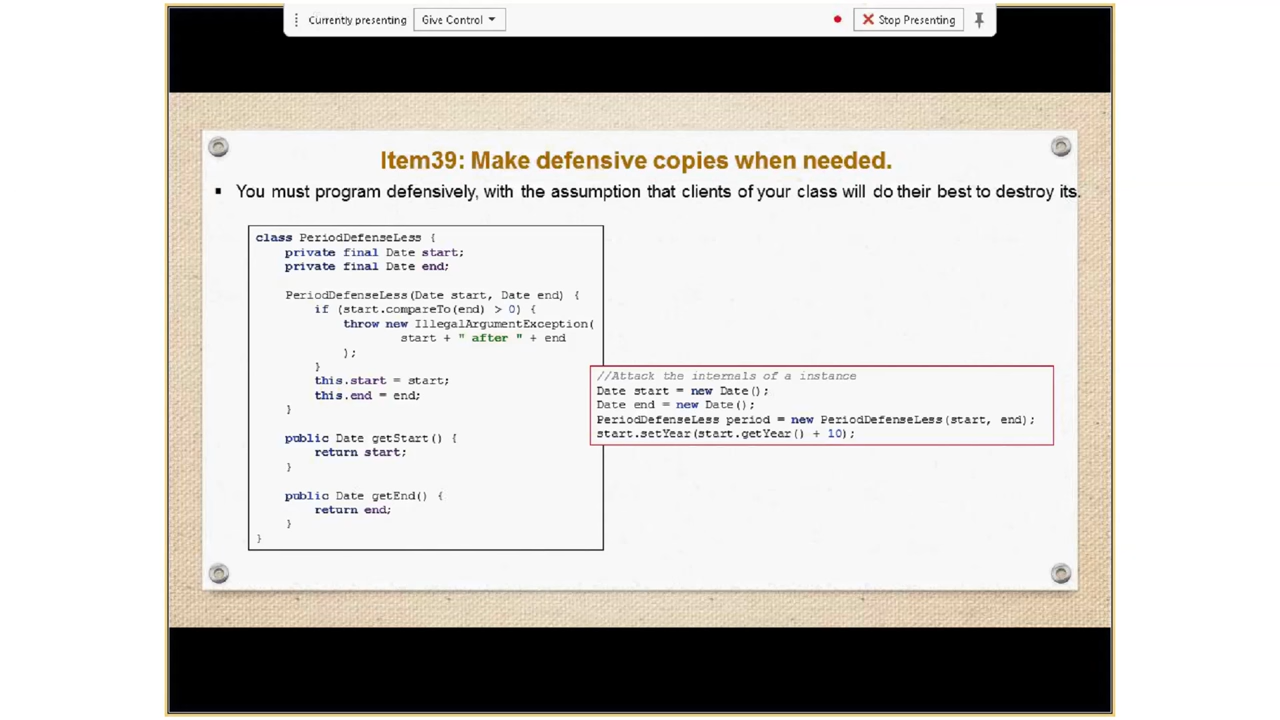 Currently presenting Give Control Stop Presenting
Item39: Make defensive copies when needed.
▪ You must program defensively, with the assumption that clients of your class will do their best to destroy its.
class PeriodDefenseLess {
private final Date start;
private final Date end;
PeriodDefenseLess(Date start, Date end) {
if (start.compareTo(end) > 0) {
throw new IllegalArgumentException(
start + " after " + end
);
}
this.start = start;
this.end = end;
}
public Date getStart() {
return start;
}
public Date getEnd() {
return end;
}
}
//Attack the internals of a instance
Date start = new Date();
Date end = new Date();
PeriodDefenseLess period = new PeriodDefenseLess(start, end);
start.setYear(start.getYear() + 10);